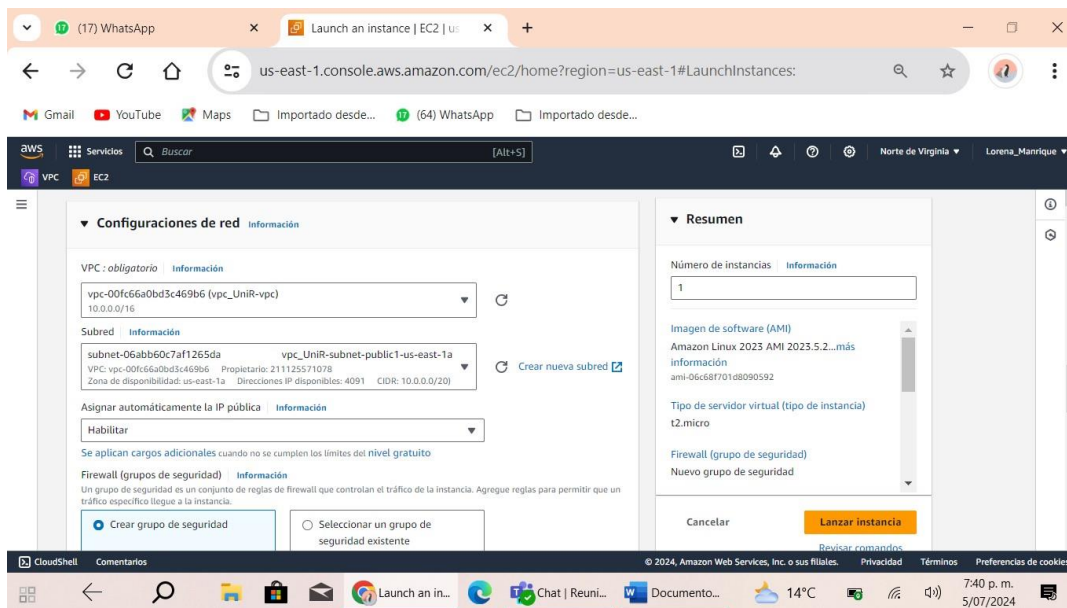 17 (17) WhatsApp
Launch an instance | EC2 | us
us-east-1.console.aws.amazon.com/ec2/home?region=us-east-1#LaunchInstances:
Gmail YouTube Maps Importado desde... 17 (64) WhatsApp Importado desde...
aws Servicios Buscar [Alt+S] Norte de Virginia Lorena_Manrique
VPC EC2
Configuraciones de red Información
VPC : obligatorio Información
vpc-00fc66a0bd3c469b6 (vpc_UniR-vpc)
10.0.0.0/16
Subred Información
subnet-06abb60c7af1265da vpc_UniR-subnet-public1-us-east-1a
VPC: vpc-00fc66a0bd3c469b6 Propietario: 211125571078
Zona de disponibilidad: us-east-1a Direcciones IP disponibles: 4091 CIDR: 10.0.0.0/20)
Crear nueva subred
Asignar automáticamente la IP pública Información
Habilitar
Se aplican cargos adicionales cuando no se cumplen los límites del nivel gratuito
Firewall (grupos de seguridad) Información
Un grupo de seguridad es un conjunto de reglas de firewall que controlan el tráfico de la instancia. Agregue reglas para permitir que un
tráfico específico llegue a la instancia.
Crear grupo de seguridad
Seleccionar un grupo de
seguridad existente
Resumen
Número de instancias Información
1
Imagen de software (AMI)
Amazon Linux 2023 AMI 2023.5.2...más
información
ami-06c68f701d8090592
Tipo de servidor virtual (tipo de instancia)
t2.micro
Firewall (grupo de seguridad)
Nuevo grupo de seguridad
Cancelar Lanzar instancia
Revisar comandos
CloudShell Comentarios © 2024, Amazon Web Services, Inc. o sus filiales. Privacidad Términos Preferencias de cookies
Launch an in... Chat | Reuni... Documento... 14°C 7:40 p. m.
5/07/2024